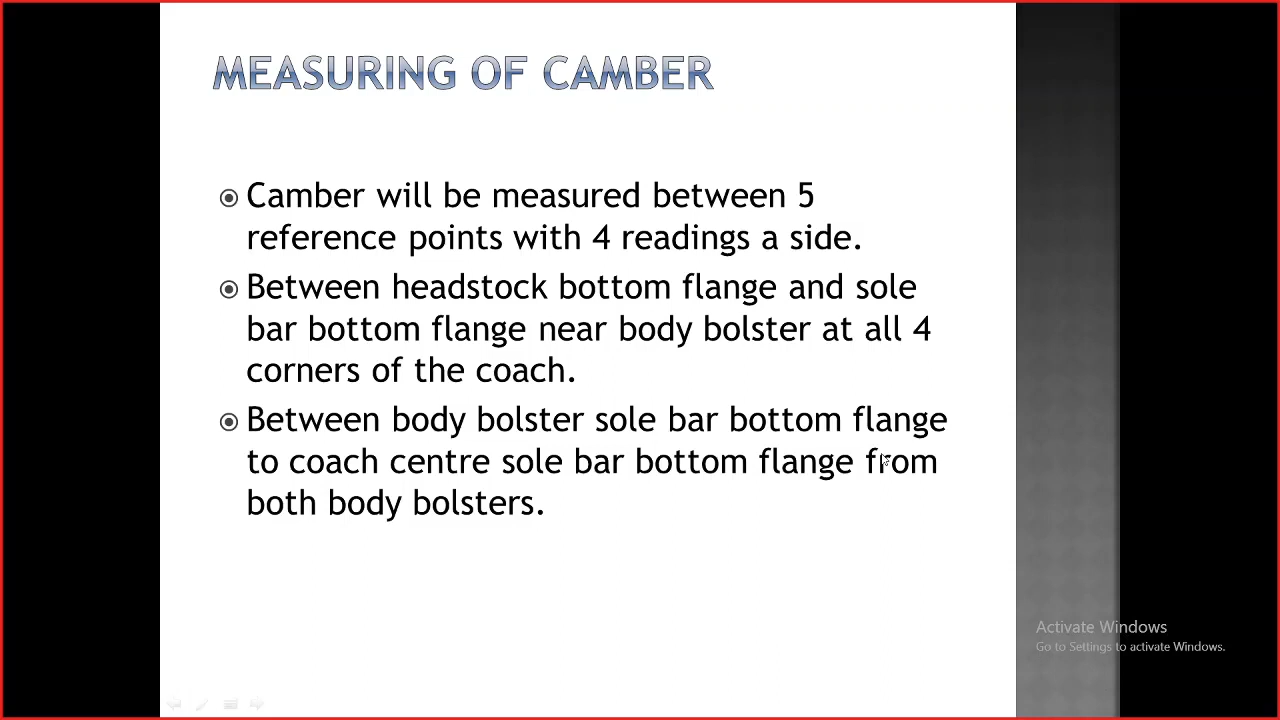 MEASURING OF CAMBER
Camber will be measured between 5
reference points with 4 readings a side.
Between headstock bottom flange and sole
bar bottom flange near body bolster at all 4
corners of the coach.
Between body bolster sole bar bottom flange
to coach centre sole bar bottom flange from
both body bolsters.
Activate Windows
Go to Settings to activate Windows.